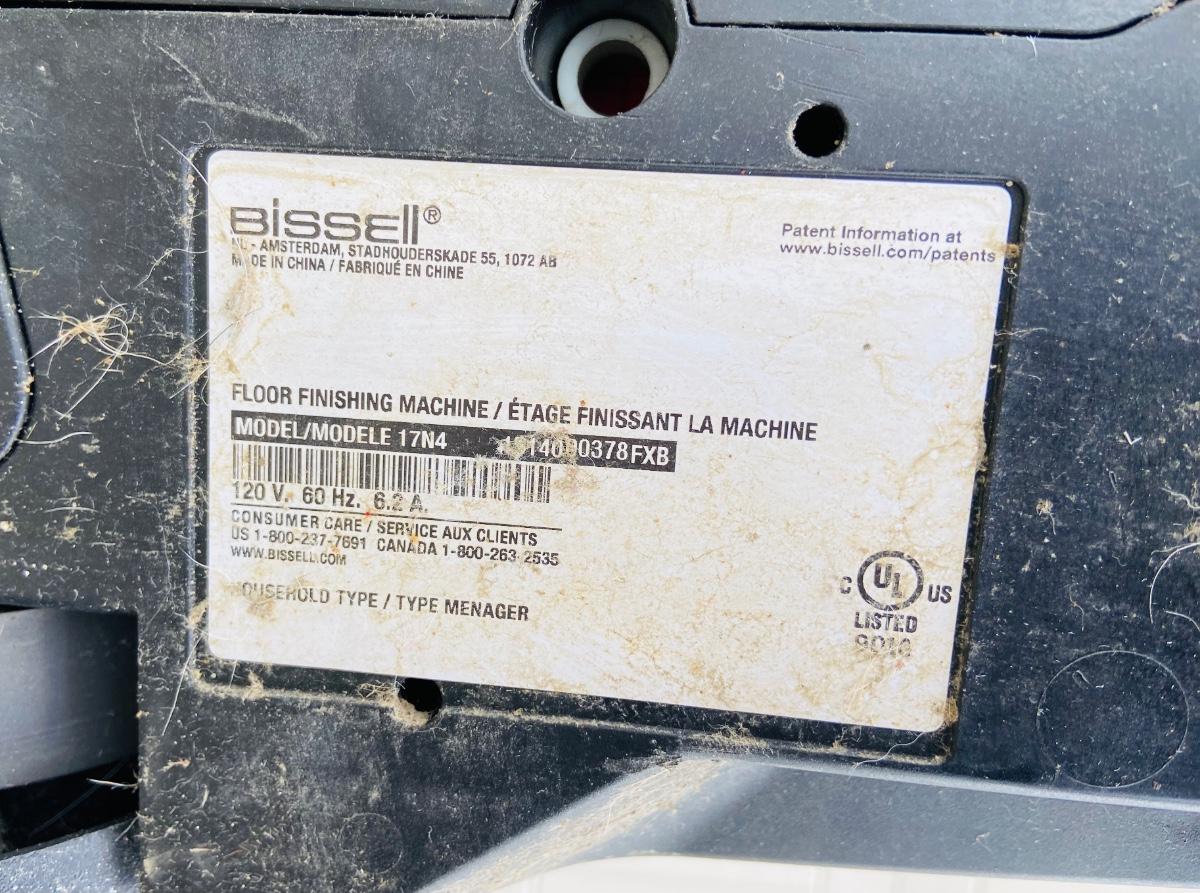 BISSELL®
NL - AMSTERDAM, STADHOUDERSKADE 55, 1072 AB
MADE IN CHINA / FABRIQUÉ EN CHINE
Patent Information at
www.bissell.com/patents
FLOOR FINISHING MACHINE / ÉTAGE FINISSANT LA MACHINE
MODEL/MODELE 17N4
120 V. 60 Hz. 6.2 A.
CONSUMER CARE / SERVICE AUX CLIENTS
US 1-800-237-7691 CANADA 1-800-263-2535
WWW.BISSELL.COM
HOUSEHOLD TYPE / TYPE MENAGER
C UL US
LISTED